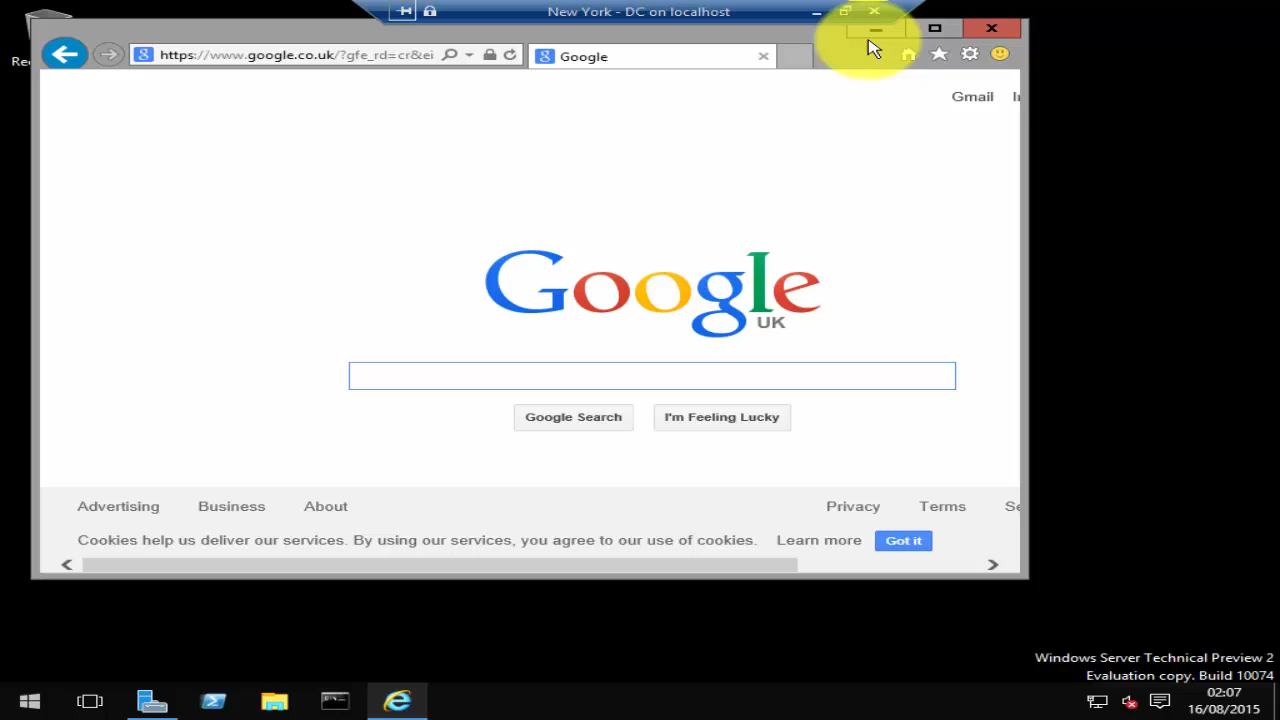 New York - DC on localhost
https://www.google.co.uk/?gfe_rd=cr&ei
Google
Gmail
Google
UK
Google Search
I'm Feeling Lucky
Advertising
Business
About
Privacy
Terms
Se
Cookies help us deliver our services. By using our services, you agree to our use of cookies.
Learn more
Got it
Windows Server Technical Preview 2
Evaluation copy. Build 10074
02:07
16/08/2015